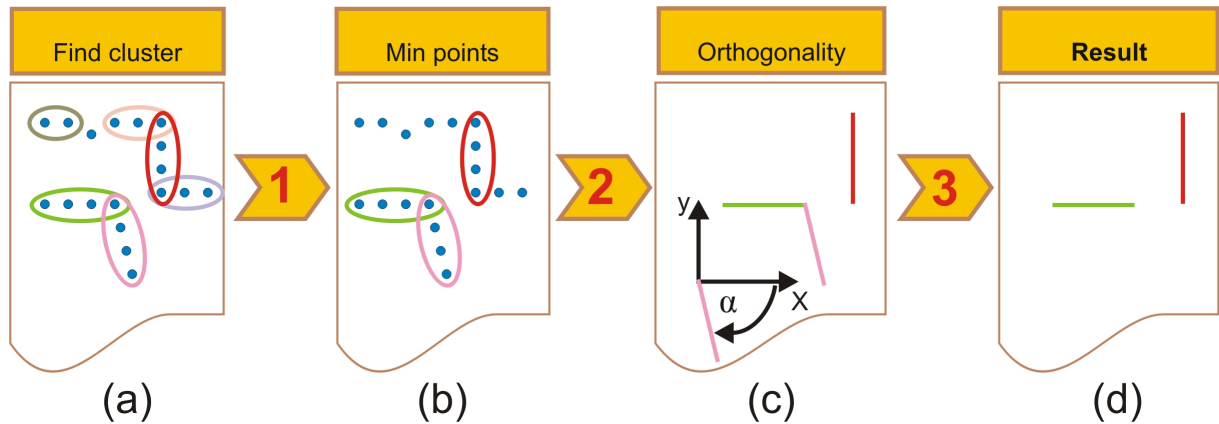 Find cluster
Min points
Orthogonality
Result
1
2
3
y
X
α
(a)
(b)
(c)
(d)